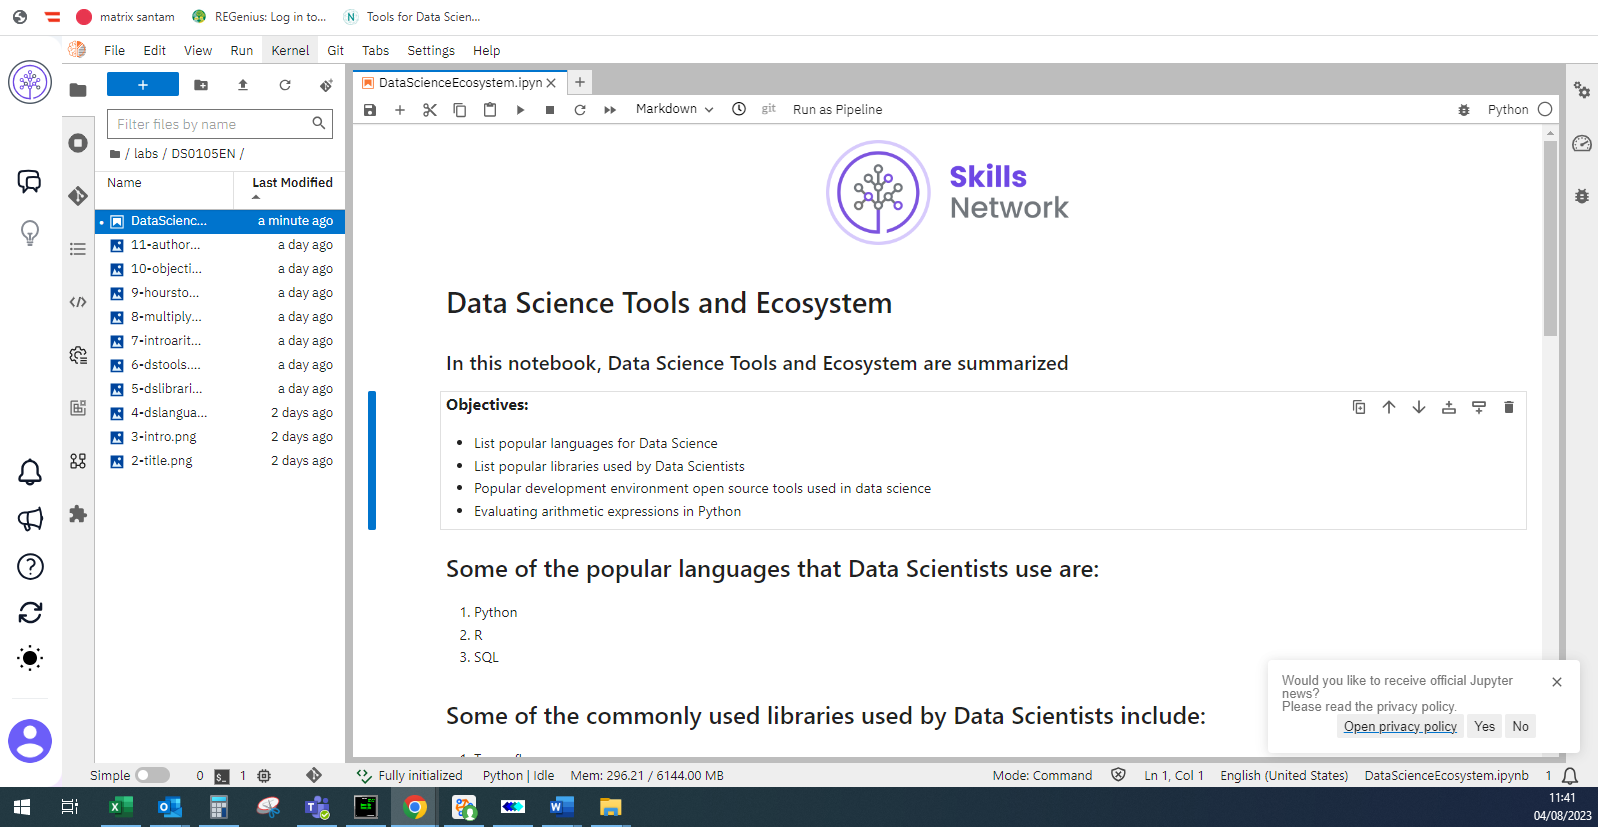 matrix santam
REGenius: Log in to...
Tools for Data Scien...
File Edit View Run Kernel Git Tabs Settings Help
Filter files by name
/ labs / DS0105EN /
Name Last Modified
DataScienc... a minute ago
11-author... a day ago
10-objecti... a day ago
9-hoursto... a day ago
8-multiply... a day ago
7-introarit... a day ago
6-dstools.... a day ago
5-dslibrari... a day ago
4-dslangua... 2 days ago
3-intro.png 2 days ago
2-title.png 2 days ago
DataScienceEcosystem.ipyn
Markdown git Run as Pipeline Python
Skills
Network
Data Science Tools and Ecosystem
In this notebook, Data Science Tools and Ecosystem are summarized
Objectives:
• List popular languages for Data Science
• List popular libraries used by Data Scientists
• Popular development environment open source tools used in data science
• Evaluating arithmetic expressions in Python
Some of the popular languages that Data Scientists use are:
1. Python
2. R
3. SQL
Some of the commonly used libraries used by Data Scientists include:
Would you like to receive official Jupyter
news?
Please read the privacy policy.
Open privacy policy Yes No
Simple 0 1 Fully initialized Python | Idle Mem: 296.21 / 6144.00 MB Mode: Command Ln 1, Col 1 English (United States) DataScienceEcosystem.ipynb 1
11:41
04/08/2023